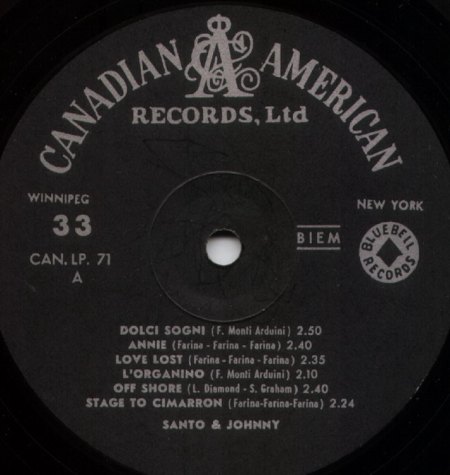 CANADIAN AMERICAN
RECORDS, Ltd
WINNIPEG
33
CAN. LP. 71
A
NEW YORK
BIEM
BLUEBELL
RECORDS
DOLCI SOGNI (F. Monti Arduini) 2.50
ANNIE (Farina - Farina - Farina) 2.40
LOVE LOST (Farina - Farina - Farina) 2.35
L'ORGANINO (F. Monti Arduini) 2.10
OFF SHORE (L. Diamond - S. Graham) 2.40
STAGE TO CIMARRON (Farina-Farina-Farina) 2.24
SANTO & JOHNNY